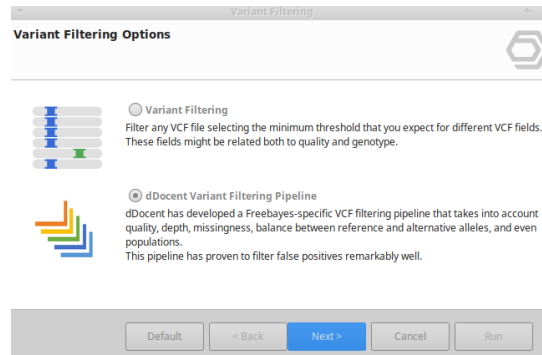 Variant Filtering
Variant Filtering Options
Variant Filtering
Filter any VCF file selecting the minimum threshold that you expect for different VCF fields.
These fields might be related both to quality and genotype.
dDocent Variant Filtering Pipeline
dDocent has developed a Freebayes-specific VCF filtering pipeline that takes into account
quality, depth, missingness, balance between reference and alternative alleles, and even
populations.
This pipeline has proven to filter false positives remarkably well.
Default < Back Next > Cancel Run